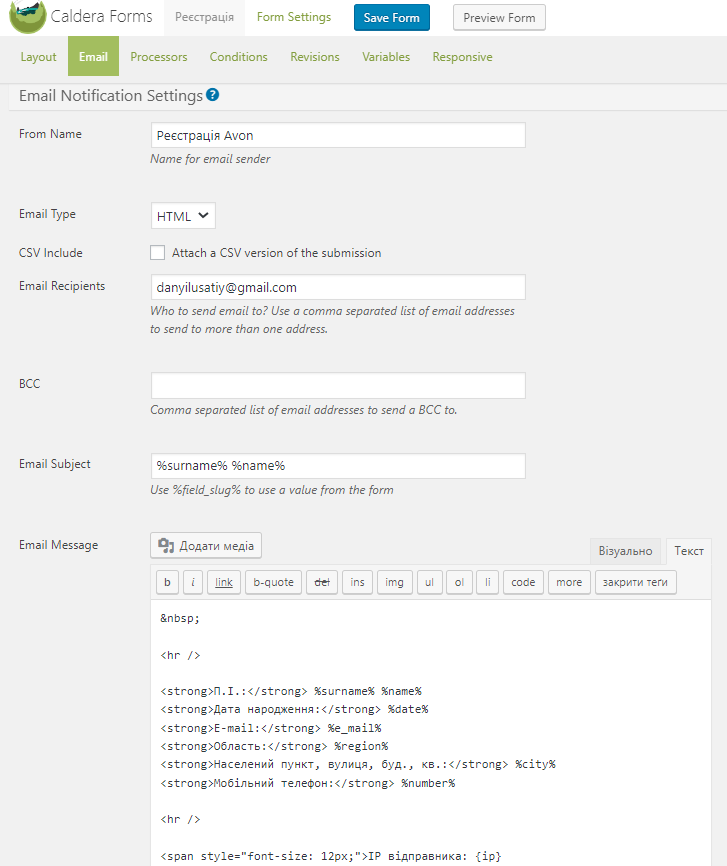 Caldera Forms Реєстрація Form Settings Save Form Preview Form
Layout Email Processors Conditions Revisions Variables Responsive
Email Notification Settings ?
From Name Реєстрація Avon
Name for email sender
Email Type HTML
CSV Include Attach a CSV version of the submission
Email Recipients danyilusatiy@gmail.com
Who to send email to? Use a comma separated list of email addresses
to send to more than one address.
BCC
Comma separated list of email addresses to send a BCC to.
Email Subject %surname% %name%
Use %field_slug% to use a value from the form
Email Message Додати медіа Візуально Текст
b i link b-quote del ins img ul ol li code more закрити теґи
&nbsp;
<hr />
<strong>П.І.:</strong> %surname% %name%
<strong>Дата народження:</strong> %date%
<strong>E-mail:</strong> %e_mail%
<strong>Область:</strong> %region%
<strong>Населений пункт, вулиця, буд., кв.:</strong> %city%
<strong>Мобільний телефон:</strong> %number%
<hr />
<span style="font-size: 12px;">IP відправника: {ip}